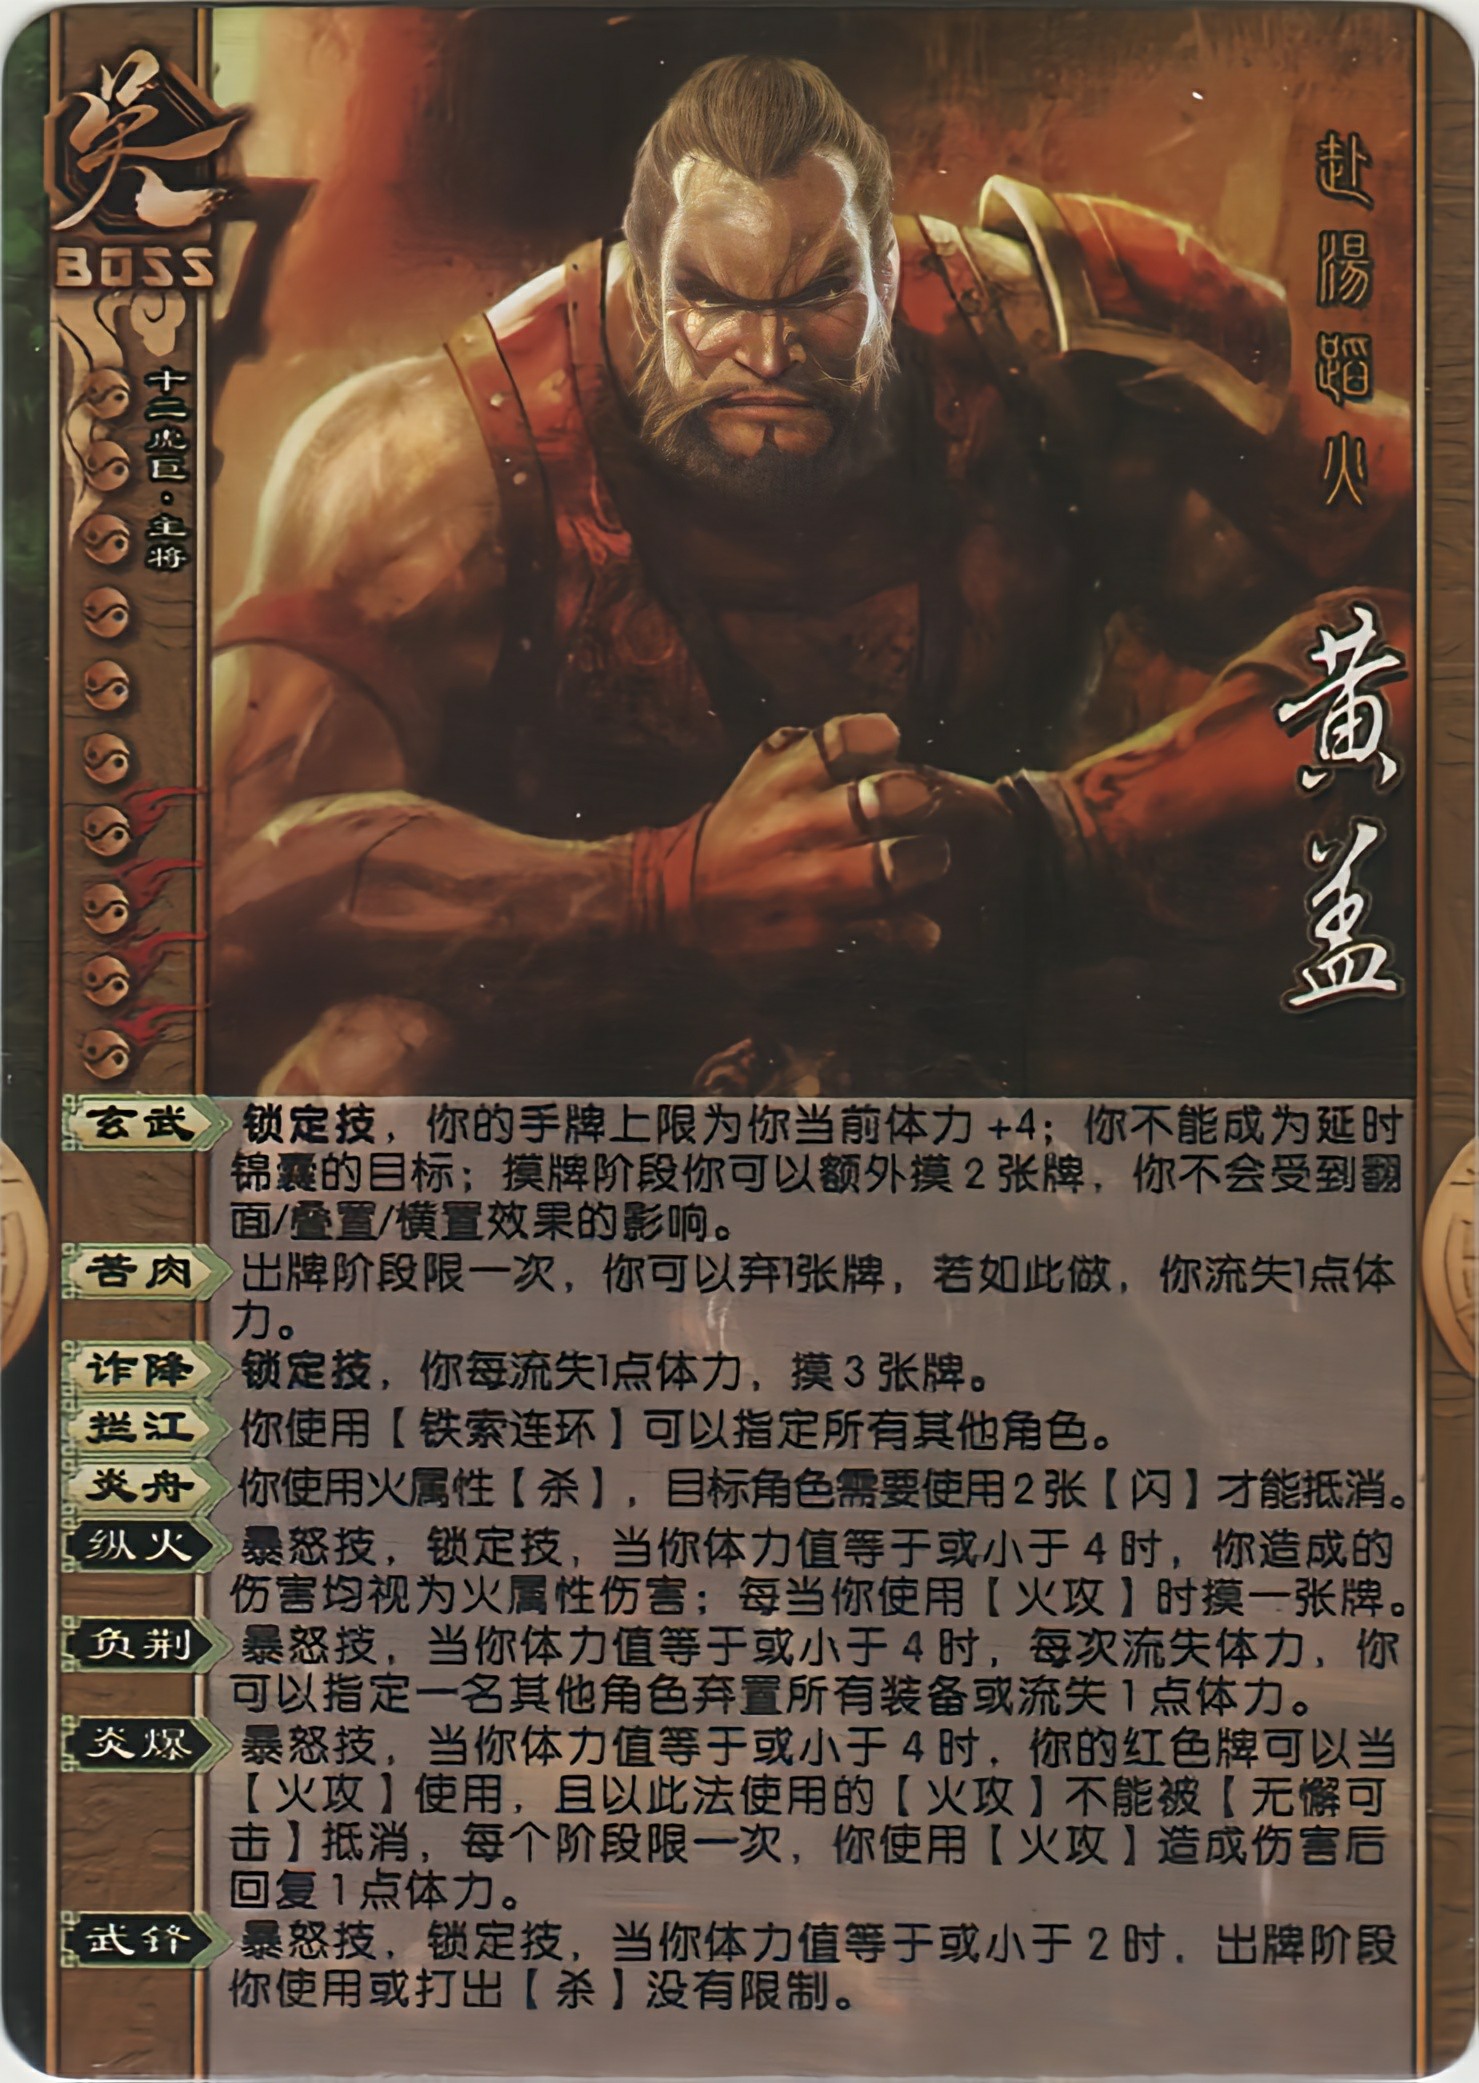 吴
BOSS
十二虎臣·主将
赴汤蹈火
黄盖
玄武 锁定技，你的手牌上限为你当前体力+4；你不能成为延时
锦囊的目标；摸牌阶段你可以额外摸2张牌，你不会受到翻
面/叠置/横置效果的影响。
苦肉 出牌阶段限一次，你可以弃1张牌，若如此做，你流失1点体
力。
诈降 锁定技，你每流失1点体力，摸3张牌。
拦江 你使用【铁索连环】可以指定所有其他角色。
炎舟 你使用火属性【杀】，目标角色需要使用2张【闪】才能抵消。
纵火 暴怒技，锁定技，当你体力值等于或小于4时，你造成的
伤害均视为火属性伤害；每当你使用【火攻】时摸一张牌。
负荆 暴怒技，当你体力值等于或小于4时，每次流失体力，你
可以指定一名其他角色弃置所有装备或流失1点体力。
炎爆 暴怒技，当你体力值等于或小于4时，你的红色牌可以当
【火攻】使用，且以此法使用的【火攻】不能被【无懈可
击】抵消，每个阶段限一次，你使用【火攻】造成伤害后
回复1点体力。
武锋 暴怒技，锁定技，当你体力值等于或小于2时，出牌阶段
你使用或打出【杀】没有限制。